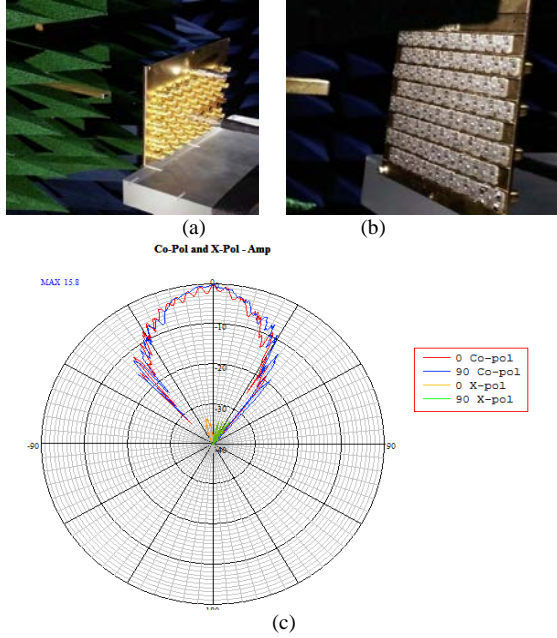 (a)
(b)
Co-Pol and X-Pol - Amp
MAX 15.8
-10
-20
-30
-40
-90
90
0 Co-pol
90 Co-pol
0 X-pol
90 X-pol
(c)